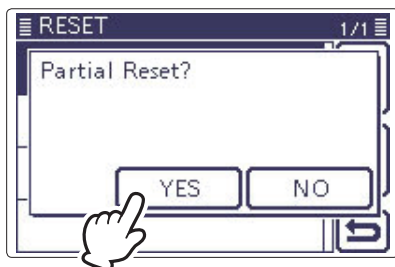 RESET 1/1
Partial Reset?
YES NO